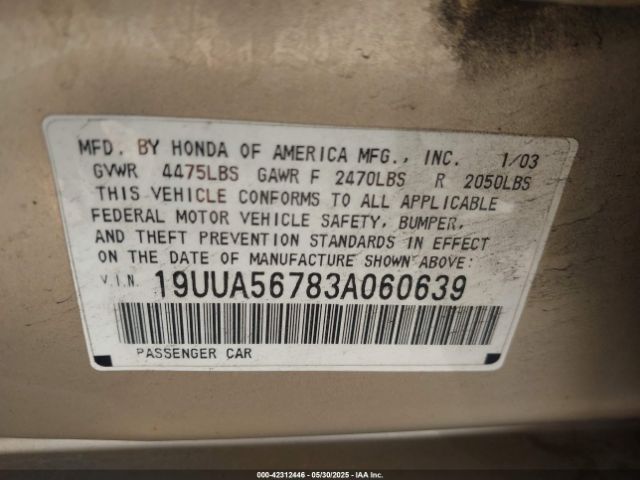 MFD. BY HONDA OF AMERICA MFG., INC. 1/03
GVWR 4475LBS GAWR F 2470LBS R 2050LBS
THIS VEHICLE CONFORMS TO ALL APPLICABLE
FEDERAL MOTOR VEHICLE SAFETY, BUMPER,
AND THEFT PREVENTION STANDARDS IN EFFECT
ON THE DATE OF MANUFACTURE SHOWN ABOVE:
V.I.N. 19UUA56783A060639
PASSENGER CAR
000-42312446 - 05/30/2025 - IAA Inc.